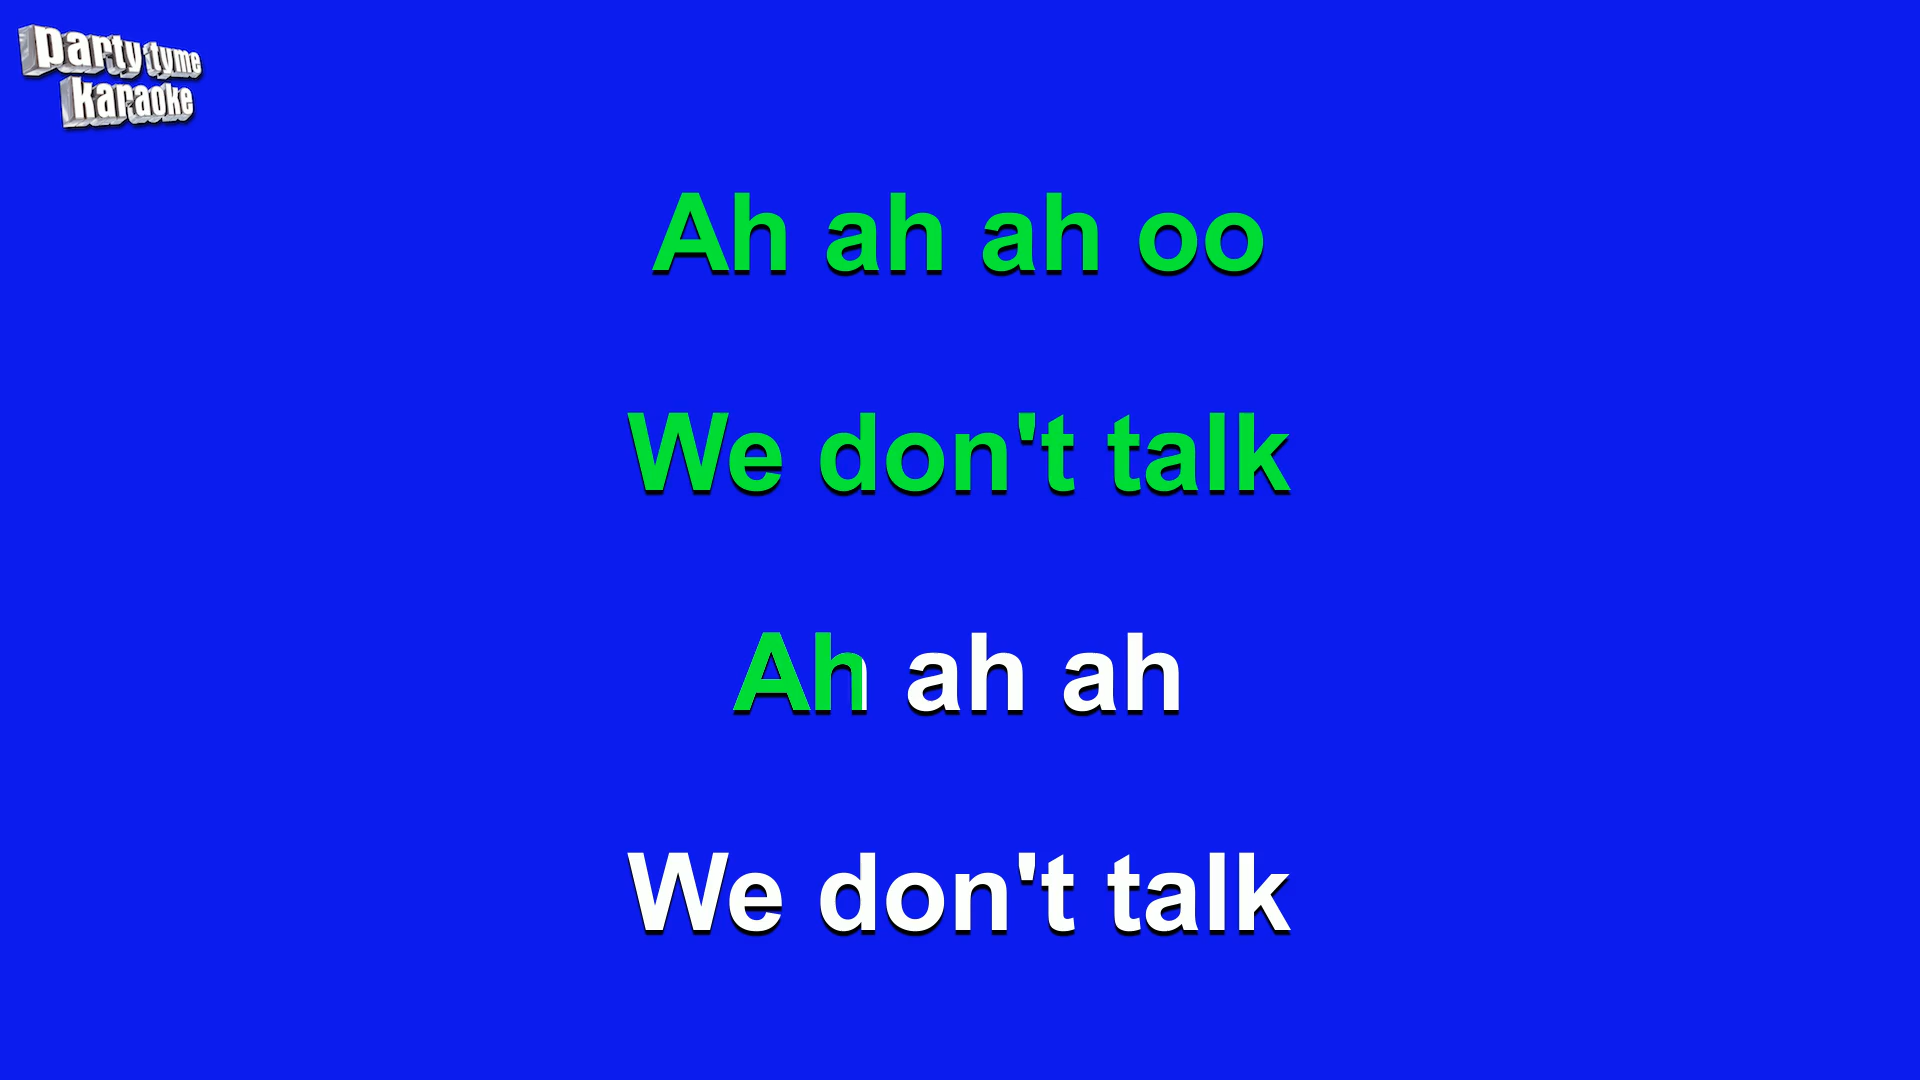 party tyme
karaoke
Ah ah ah oo
We don't talk
Ah ah ah
We don't talk